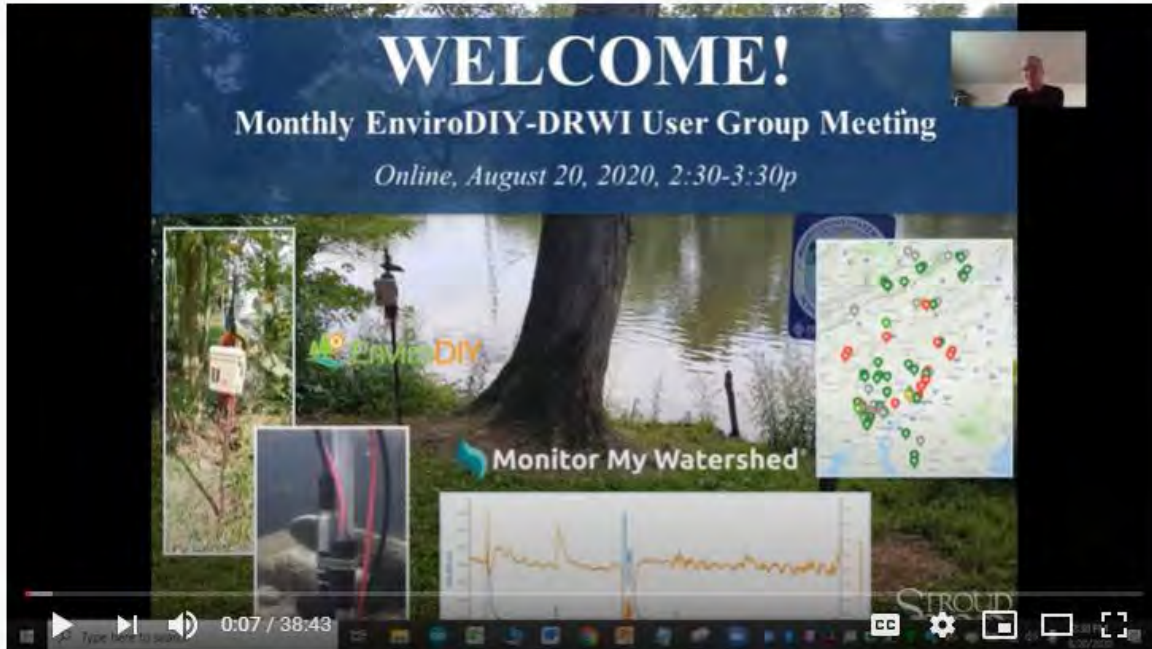 WELCOME!
Monthly EnviroDIY-DRWI User Group Meeting
Online, August 20, 2020, 2:30-3:30p
EnviroDIY
Monitor My Watershed
STROUD
0:07 / 38:43
CC
Type here to search